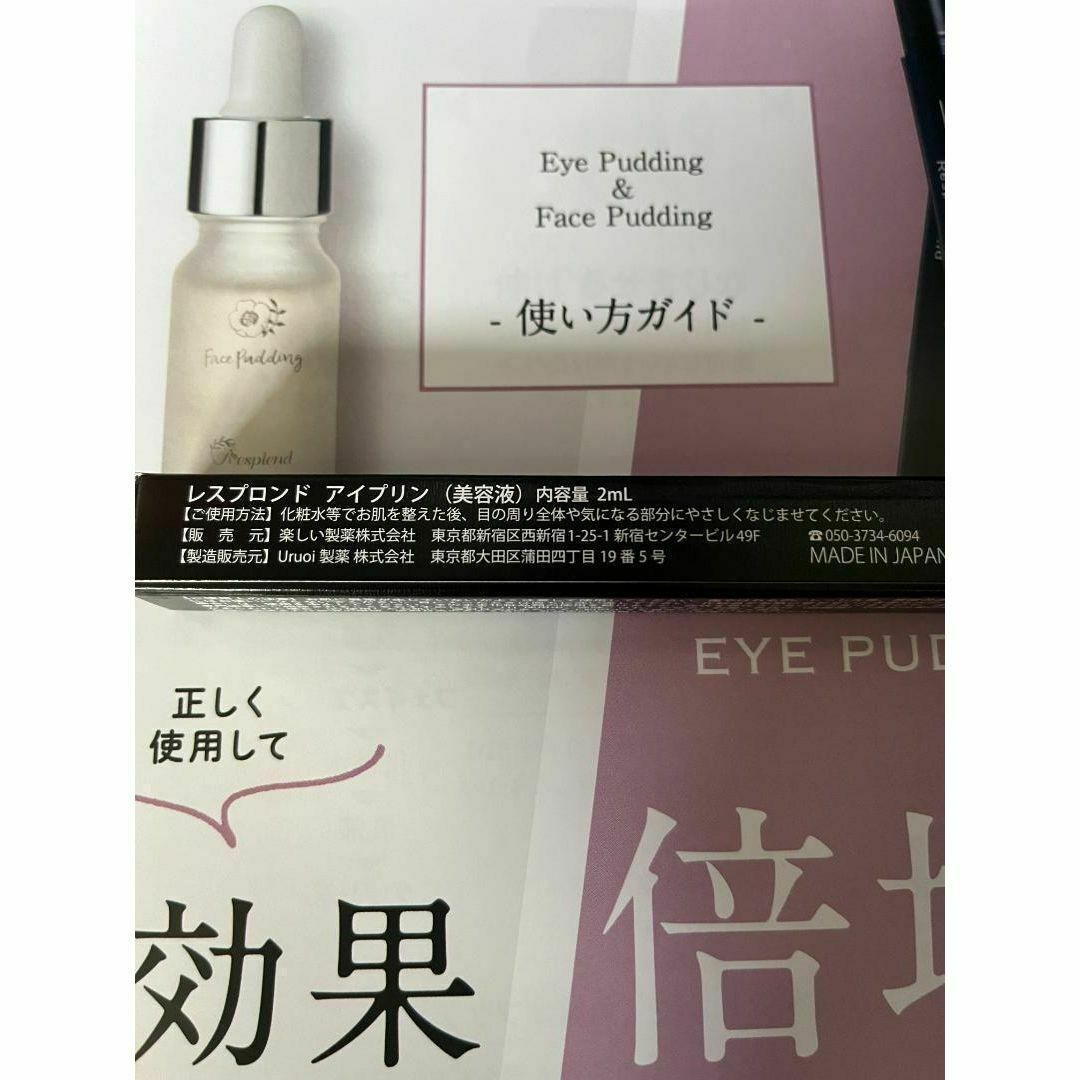 Eye Pudding
&
Face Pudding
- 使い方ガイド -
Face Pudding
Resplend
レスプロンド アイプリン（美容液）内容量 2mL
【ご使用方法】化粧水等でお肌を整えた後、目の周り全体や気になる部分にやさしくなじませてください。
【販 売 元】楽しい製薬株式会社 東京都新宿区西新宿1-25-1 新宿センタービル49F ☎050-3734-6094
【製造販売元】Uruoi 製薬 株式会社 東京都大田区蒲田四丁目 19 番 5 号 MADE IN JAPAN
EYE PUD
正しく
使用して
効果 倍